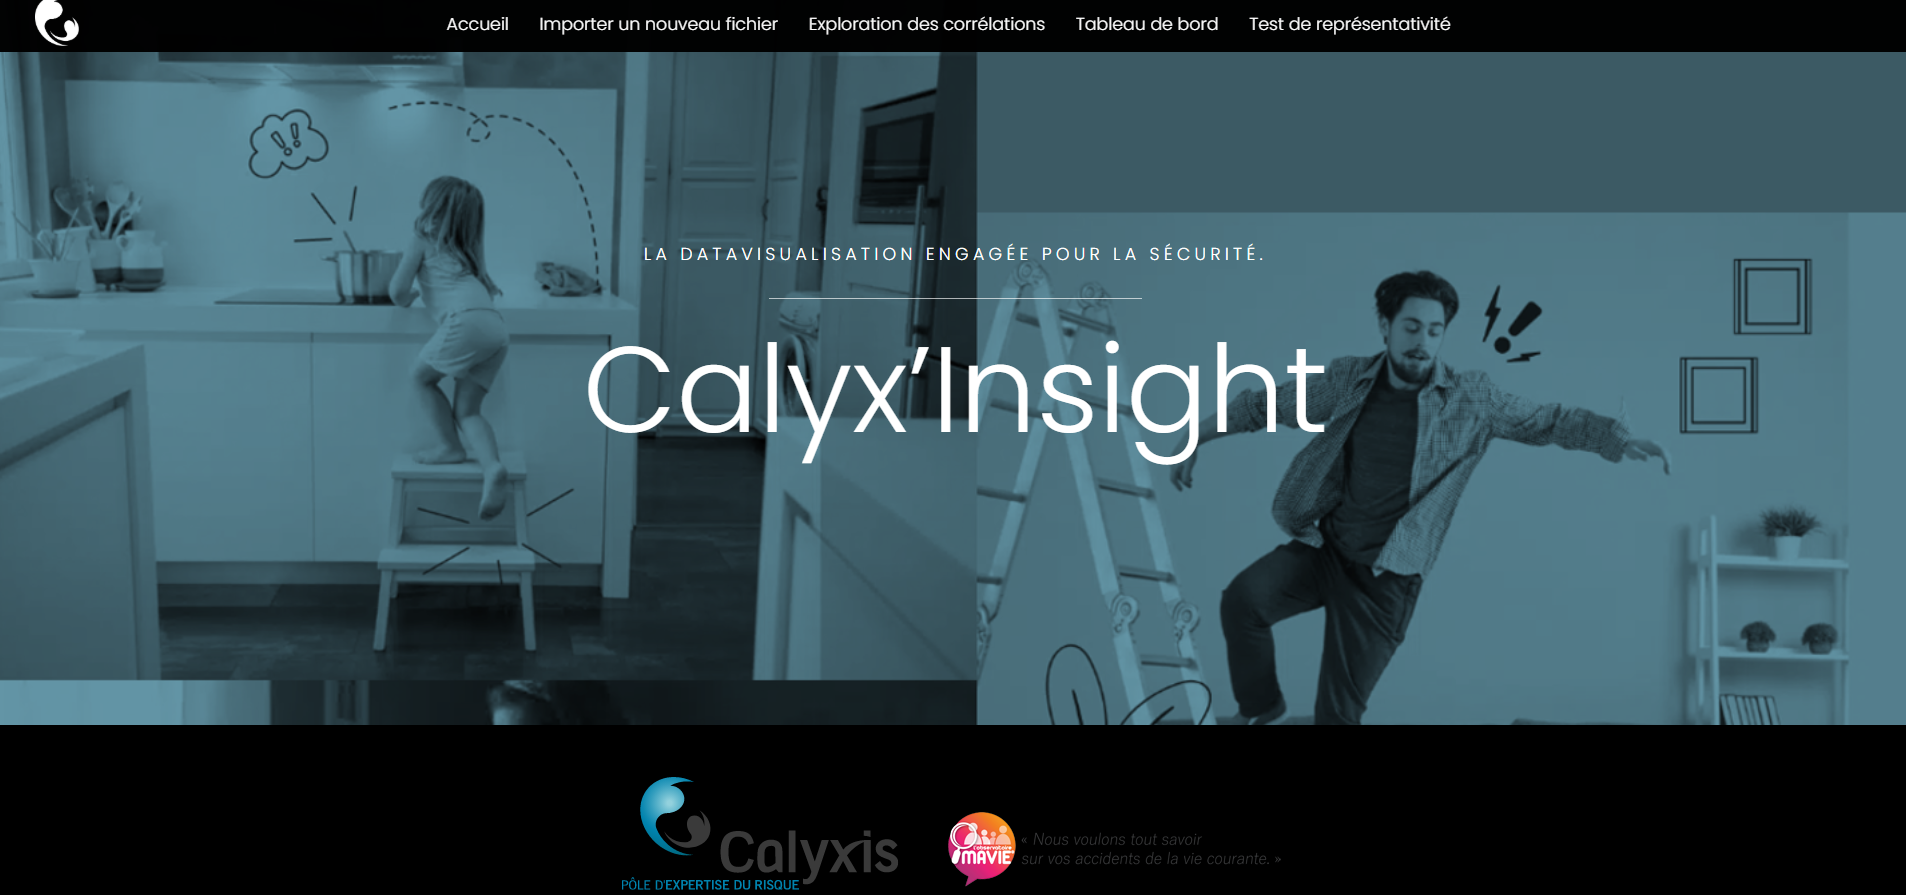 Accueil
Importer un nouveau fichier
Exploration des corrélations
Tableau de bord
Test de représentativité
LA DATAVISUALISATION ENGAGÉE POUR LA SÉCURITÉ.
Calyx’Insight
Calyxis
PÔLE D'EXPERTISE DU RISQUE
l'observatoire
MAVIE
« Nous voulons tout savoir
sur vos accidents de la vie courante. »